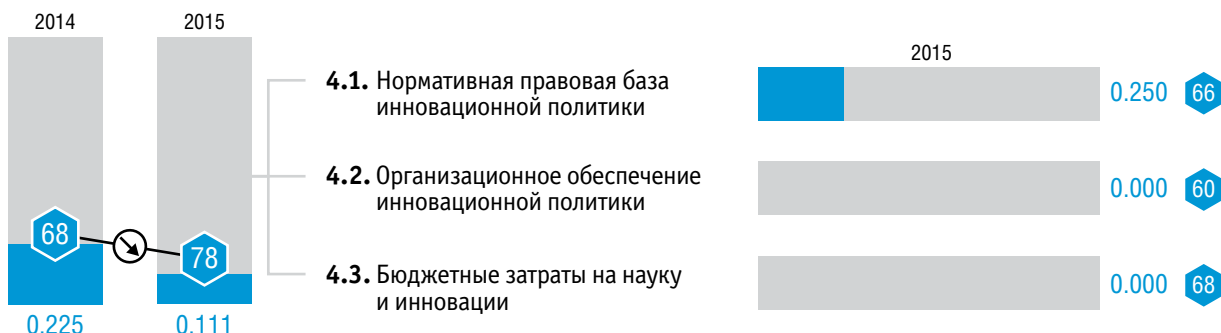 2014
2015
68
78
0.225
0.111
4.1. Нормативная правовая база
инновационной политики
4.2. Организационное обеспечение
инновационной политики
4.3. Бюджетные затраты на науку
и инновации
2015
0.250
66
0.000
60
0.000
68